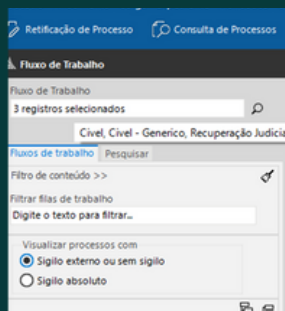 Retificação de Processo Consulta de Processos
Fluxo de Trabalho
Fluxo de Trabalho
3 registros selecionados
Civel, Civel - Generico, Recuperação Judicia
Fluxos de trabalho Pesquisar
Filtro de conteúdo >>
Filtrar filas de trabalho
Digite o texto para filtrar...
Visualizar processos com
Sigilo externo ou sem sigilo
Sigilo absoluto